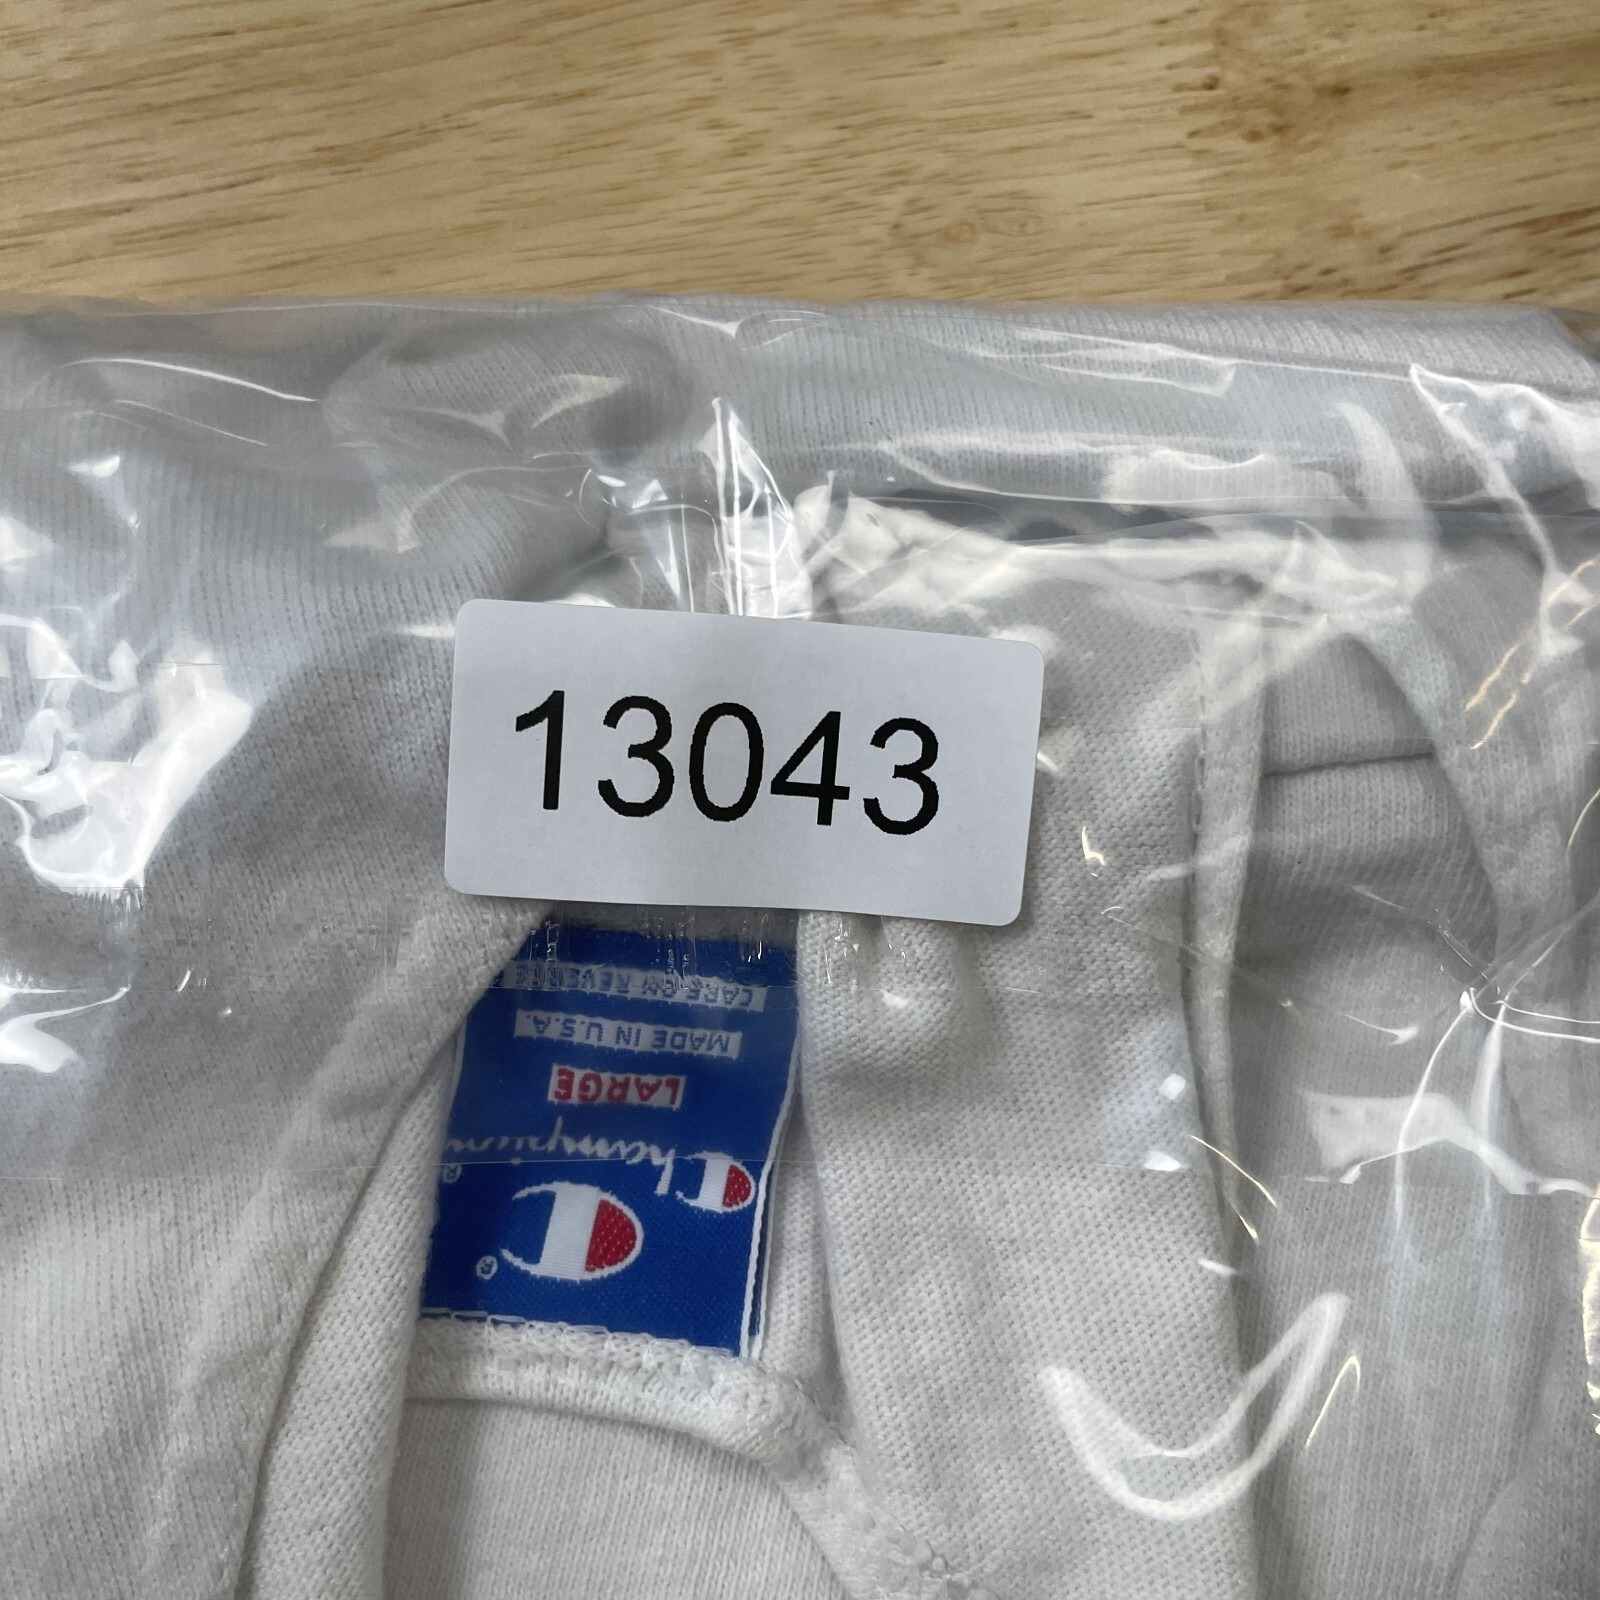 13043
Champion®
®
LARGE
MADE IN U.S.A.
CARE ON REVERSE